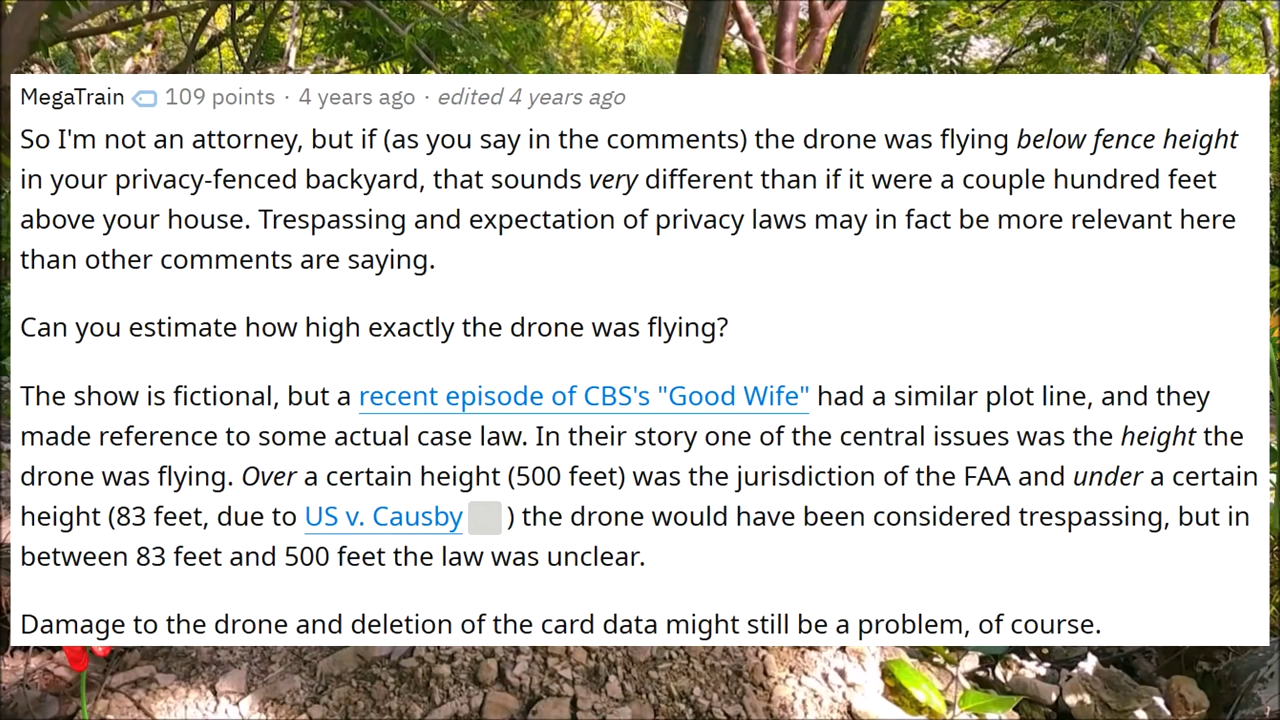 MegaTrain 109 points · 4 years ago · edited 4 years ago
So I'm not an attorney, but if (as you say in the comments) the drone was flying below fence height
in your privacy-fenced backyard, that sounds very different than if it were a couple hundred feet
above your house. Trespassing and expectation of privacy laws may in fact be more relevant here
than other comments are saying.
Can you estimate how high exactly the drone was flying?
The show is fictional, but a recent episode of CBS's "Good Wife" had a similar plot line, and they
made reference to some actual case law. In their story one of the central issues was the height the
drone was flying. Over a certain height (500 feet) was the jurisdiction of the FAA and under a certain
height (83 feet, due to US v. Causby ) the drone would have been considered trespassing, but in
between 83 feet and 500 feet the law was unclear.
Damage to the drone and deletion of the card data might still be a problem, of course.